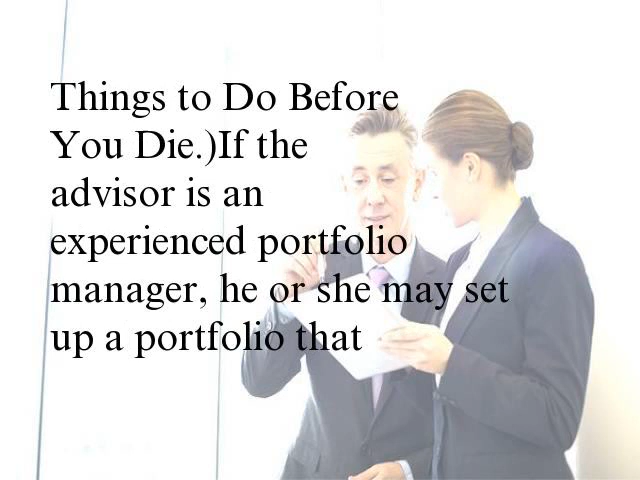 Things to Do Before
You Die.)If the
advisor is an
experienced portfolio
manager, he or she may set
up a portfolio that